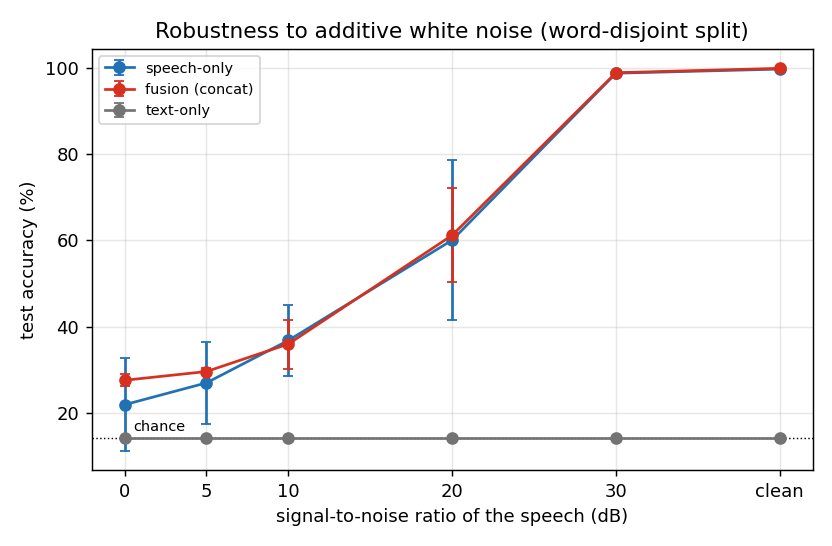 Robustness to additive white noise (word-disjoint split)
speech-only
fusion (concat)
text-only
100
80
60
40
20
test accuracy (%)
chance
0 5 10 20 30 clean
signal-to-noise ratio of the speech (dB)